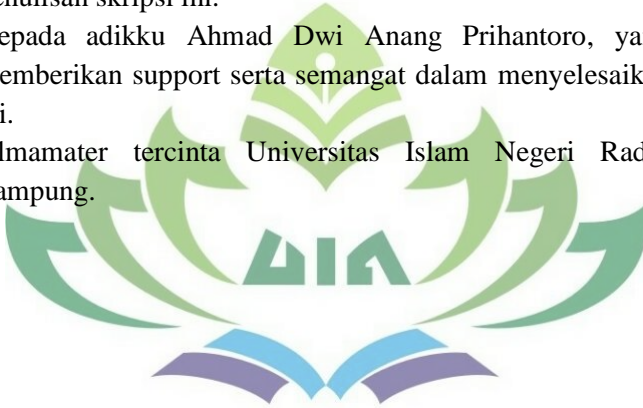 enulisan skripsi ini.
epada adikku Ahmad Dwi Anang Prihantoro, ya
emberikan support serta semangat dalam menyelesaik
i.
lmamater tercinta Universitas Islam Negeri Rad
ampung.
UIN